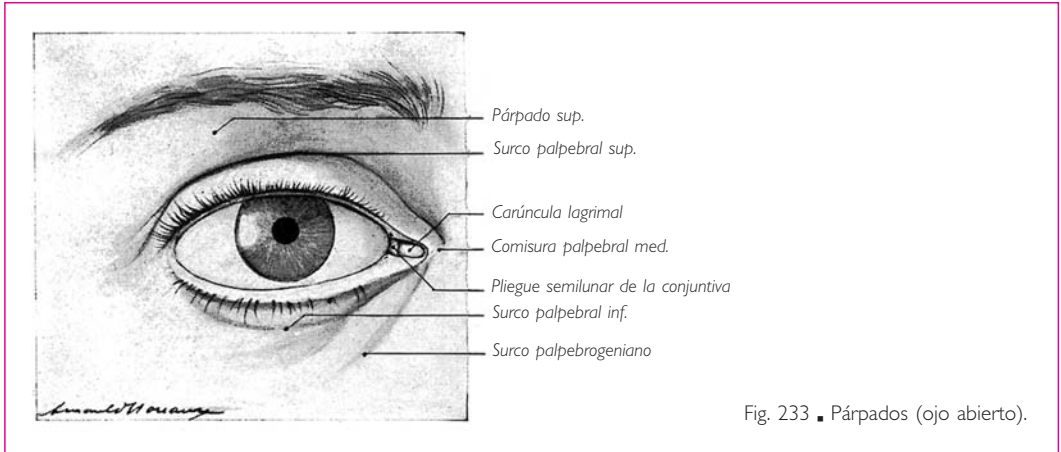 Párpado sup.
Surco palpebral sup.
Carúncula lagrimal
Comisura palpebral med.
Pliegue semilunar de la conjuntiva
Surco palpebral inf.
Surco palpebrogeniano
Fig. 233 ■ Párpados (ojo abierto).